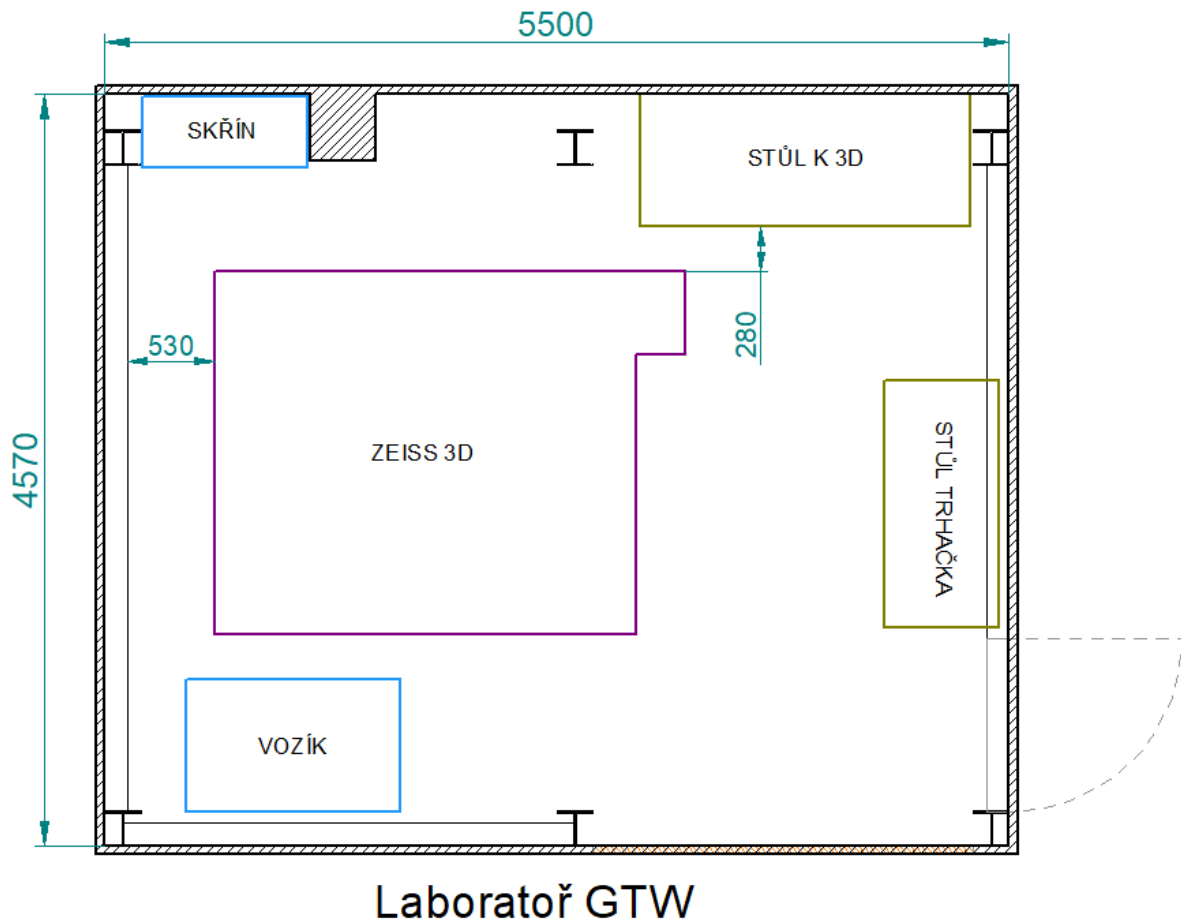 5500
SKŘÍN
STŮL K 3D
530
280
4570
ZEISS 3D
STŮL TRHAČKA
VOZÍK
Laboratoř GTW